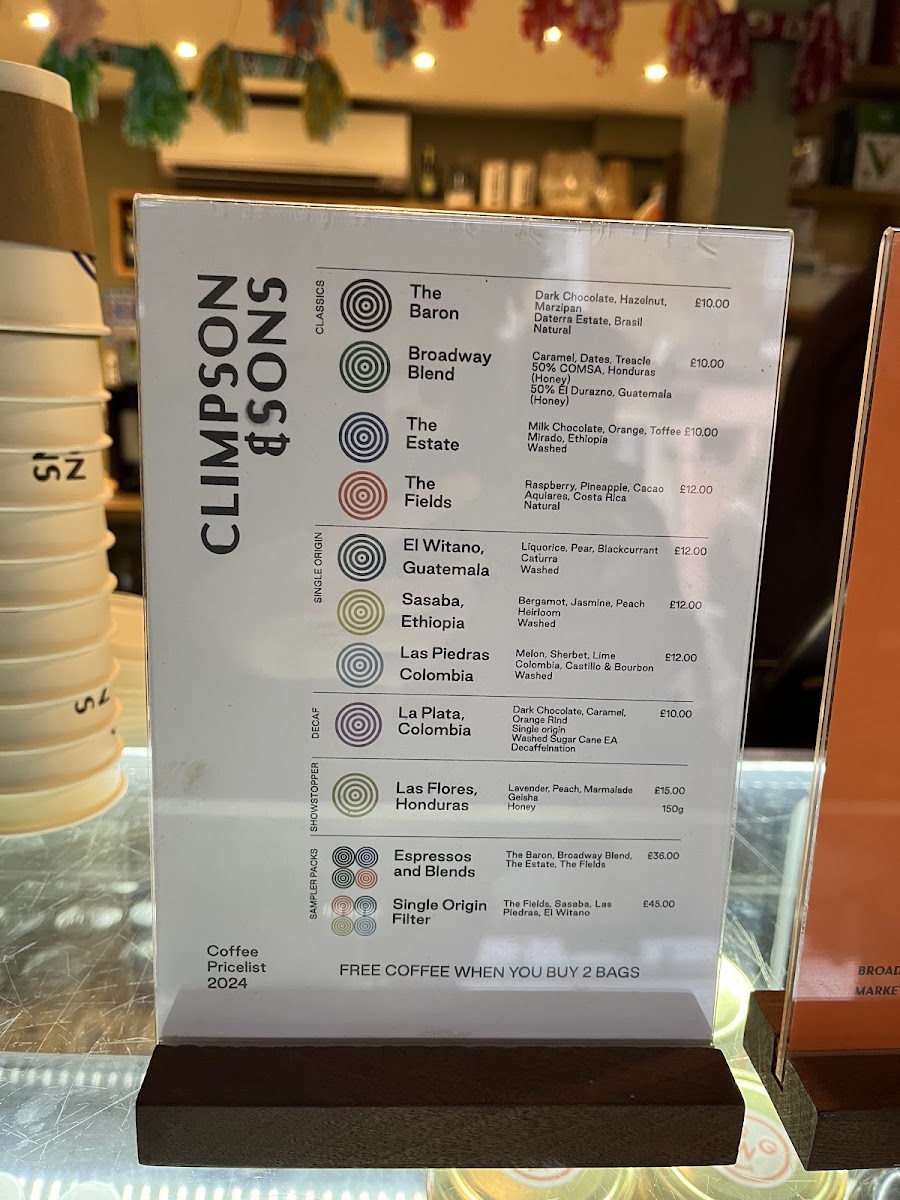 CLIMPSON
& SONS
CLASSICS
The
Baron
Dark Chocolate, Hazelnut,
Marzipan
Daterra Estate, Brasil
Natural
£10.00
Broadway
Blend
Caramel, Dates, Treacle
50% COMSA, Honduras
(Honey)
50% El Durazno, Guatemala
(Honey)
£10.00
The
Estate
Milk Chocolate, Orange, Toffee £10.00
Mirado, Ethiopia
Washed
The
Fields
Raspberry, Pineapple, Cacao
Aquiares, Costa Rica
Natural
£12.00
SINGLE ORIGIN
El Witano,
Guatemala
Liquorice, Pear, Blackcurrant
Caturra
Washed
£12.00
Sasaba,
Ethiopia
Bergamot, Jasmine, Peach
Heirloom
Washed
£12.00
Las Piedras
Colombia
Melon, Sherbet, Lime
Colombia, Castillo & Bourbon
Washed
£12.00
DECAF
La Plata,
Colombia
Dark Chocolate, Caramel,
Orange Rind
Single origin
Washed Sugar Cane EA
Decaffeination
£10.00
SHOWSTOPPER
Las Flores,
Honduras
Lavender, Peach, Marmalade
Geisha
Honey
£15.00
150g
SAMPLER PACKS
Espressos
and Blends
The Baron, Broadway Blend,
The Estate, The Fields
£36.00
Single Origin
Filter
The Fields, Sasaba, Las
Piedras, El Witano
£45.00
Coffee
Pricelist
2024
FREE COFFEE WHEN YOU BUY 2 BAGS